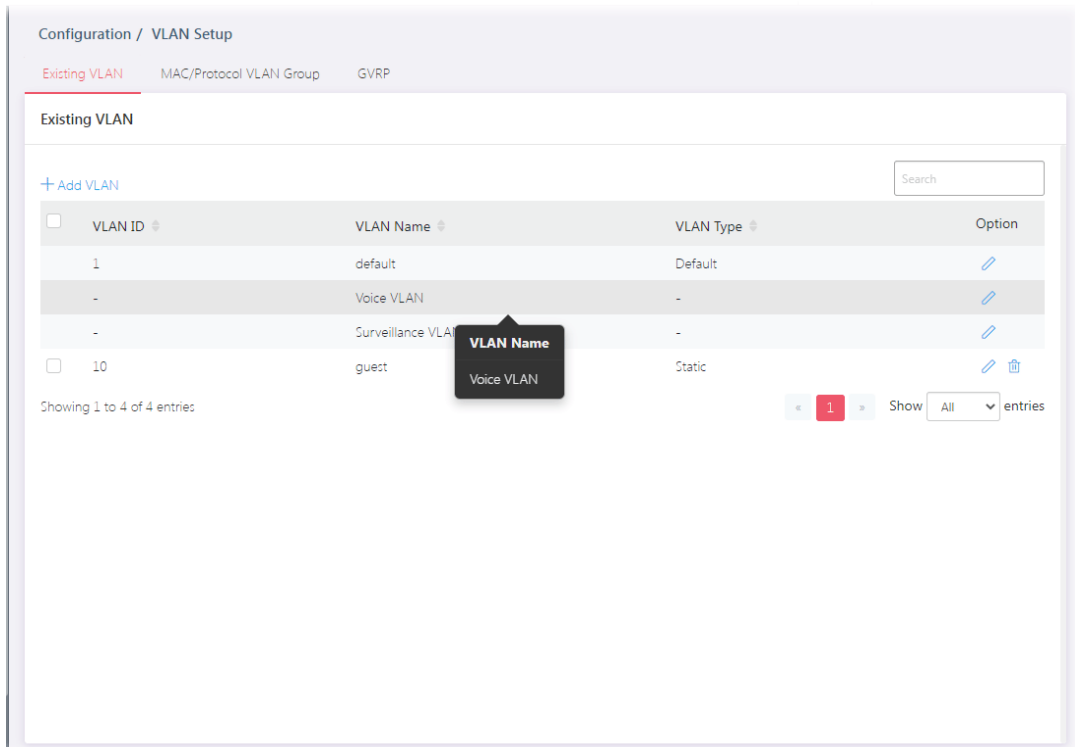 Configuration / VLAN Setup
Existing VLAN MAC/Protocol VLAN Group GVRP
Existing VLAN
+ Add VLAN Search
VLAN ID VLAN Name VLAN Type Option
1 default Default
- Voice VLAN -
- Surveillance VLA -
VLAN Name
10 guest Static
Voice VLAN
Showing 1 to 4 of 4 entries « 1 » Show All entries